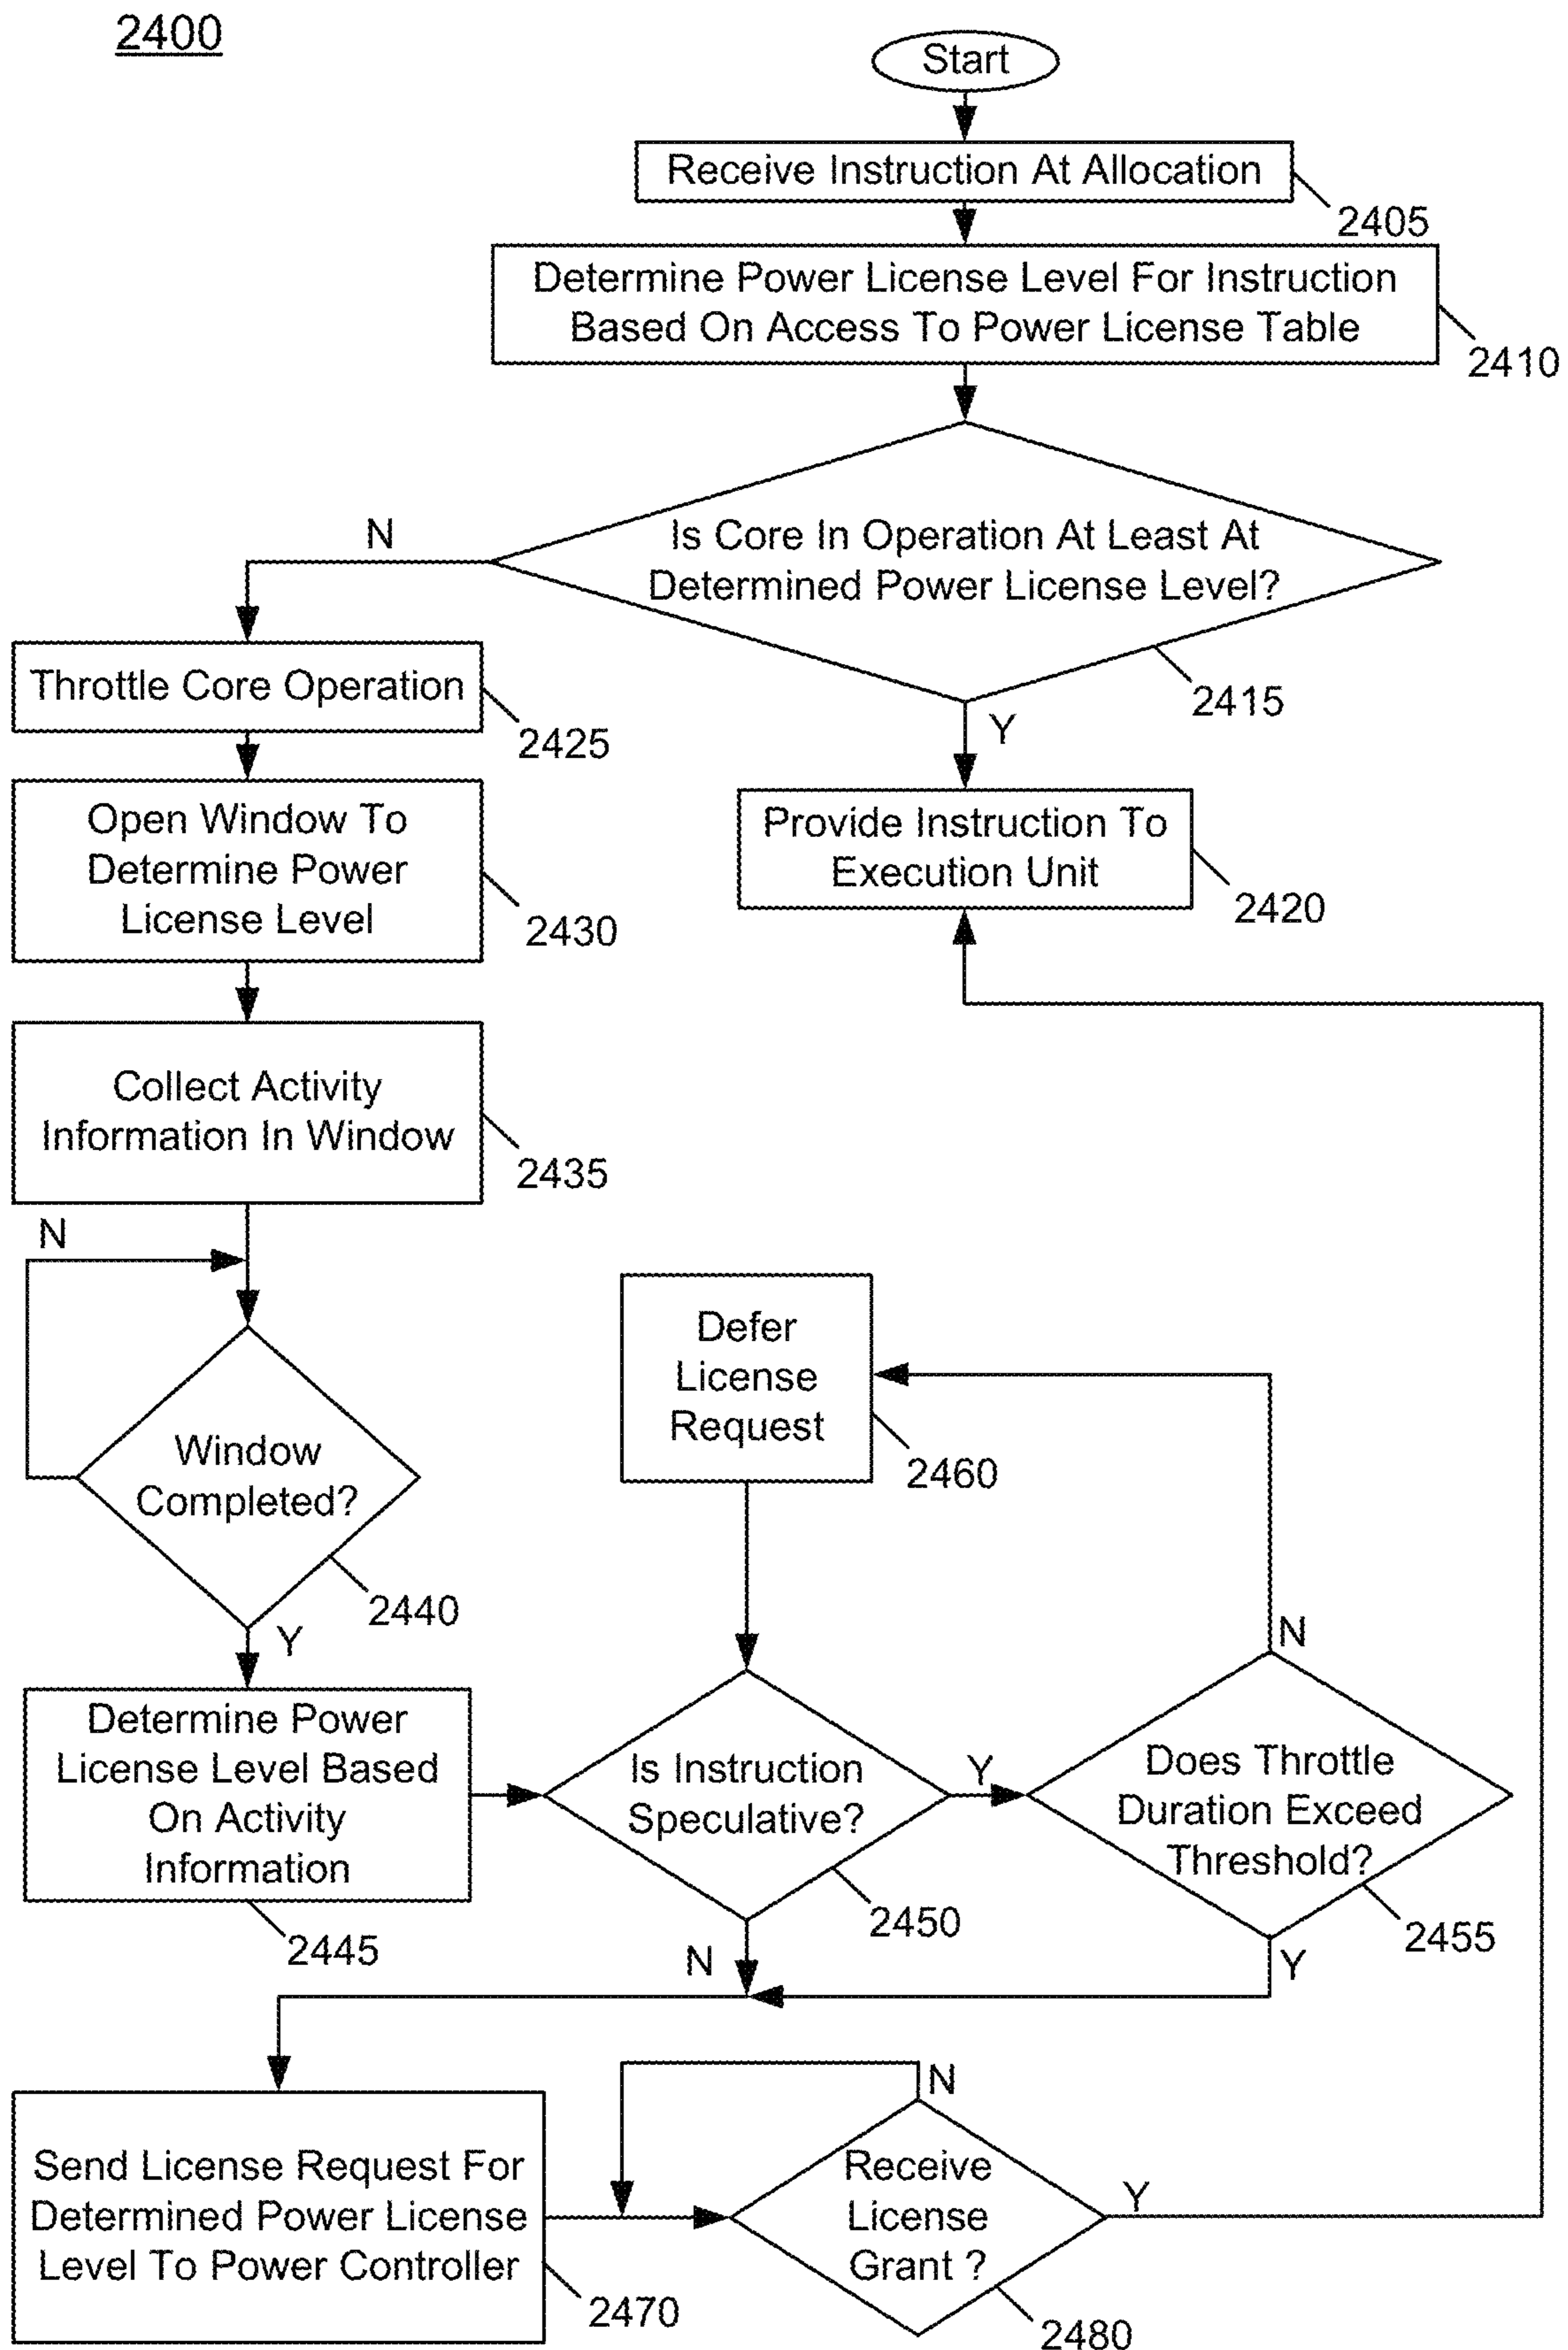 2400
Start
Receive Instruction At Allocation
2405
Determine Power License Level For Instruction
Based On Access To Power License Table
2410
Is Core In Operation At Least At
Determined Power License Level?
2415
N
Y
Throttle Core Operation
2425
Open Window To
Determine Power
License Level
2430
Provide Instruction To
Execution Unit
2420
Collect Activity
Information In Window
2435
N
Window
Completed?
2440
Y
Defer
License
Request
2460
Determine Power
License Level Based
On Activity
Information
2445
Is Instruction
Speculative?
2450
Y
N
Does Throttle
Duration Exceed
Threshold?
2455
N
Y
Send License Request For
Determined Power License
Level To Power Controller
2470
N
Receive
License
Grant ?
2480
Y